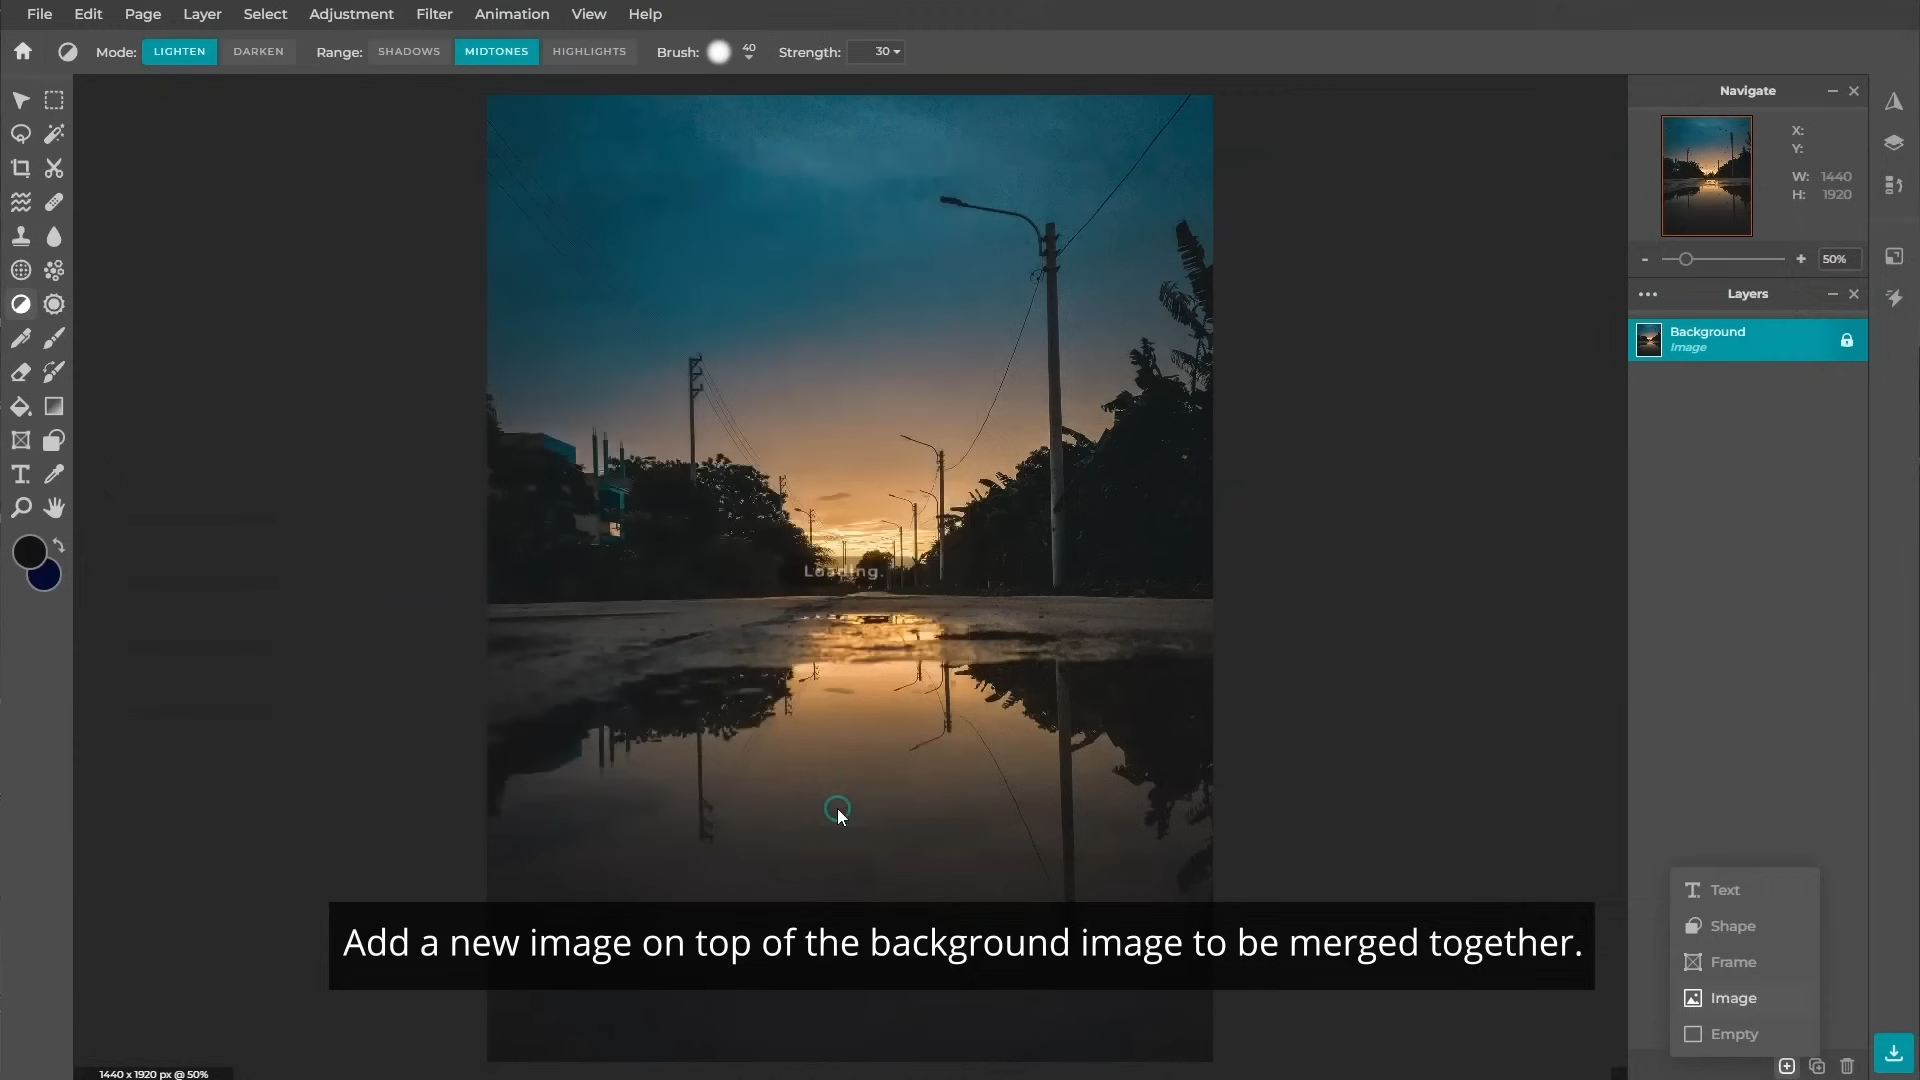 File Edit Page Layer Select Adjustment Filter Animation View Help
Mode: LIGHTEN DARKEN Range: SHADOWS MIDTONES HIGHLIGHTS Brush: 40 Strength: 30
Navigate
X:
Y:
W: 1440
H: 1920
- + 50%
Layers
Background
Image
Loading.
Text
Shape
Frame
Image
Empty
Add a new image on top of the background image to be merged together.
1440 x 1920 px @ 50%